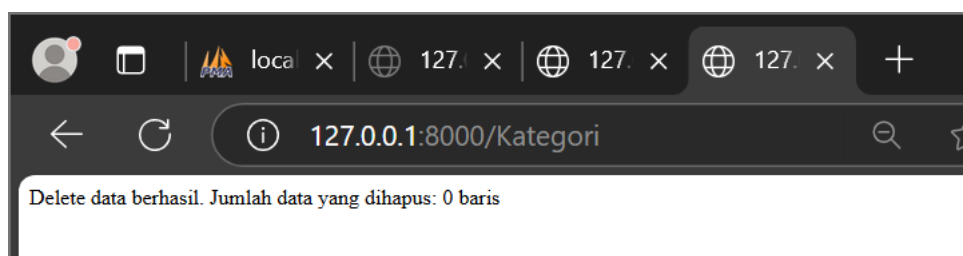 PMA local 127.0 127. 127.
127.0.0.1:8000/Kategori
Delete data berhasil. Jumlah data yang dihapus: 0 baris